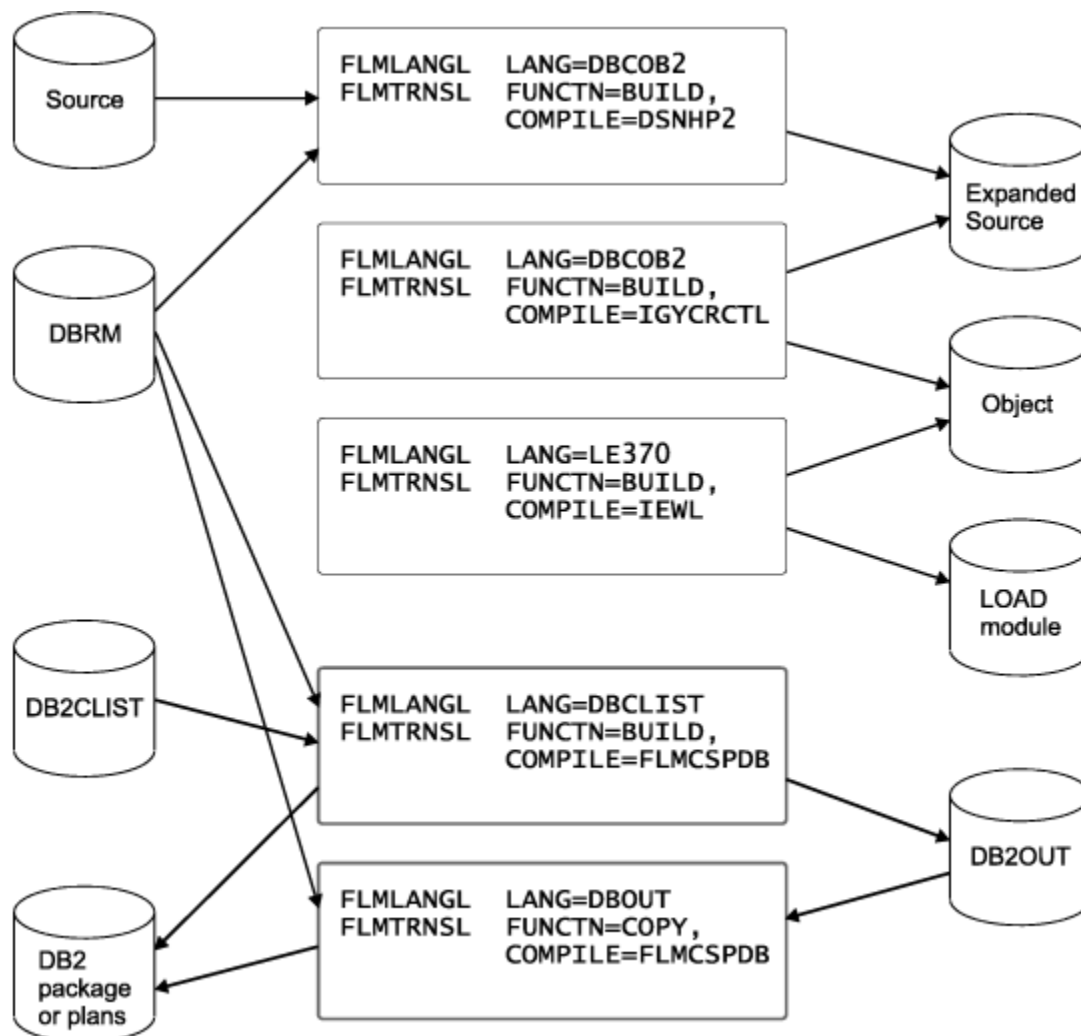 Source
FLMLANGL LANG=DBCOB2
FLMTRNSL FUNCTN=BUILD,
COMPILE=DSNHP2
Expanded
Source
DBRM
FLMLANGL LANG=DBCOB2
FLMTRNSL FUNCTN=BUILD,
COMPILE=IGYCRCTL
Object
FLMLANGL LANG=LE370
FLMTRNSL FUNCTN=BUILD,
COMPILE=IEWL
LOAD
module
DB2CLIST
FLMLANGL LANG=DBCLIST
FLMTRNSL FUNCTN=BUILD,
COMPILE=FLMCSPDB
DB2OUT
FLMLANGL LANG=DBOUT
FLMTRNSL FUNCTN=COPY,
COMPILE=FLMCSPDB
DB2
package
or plans